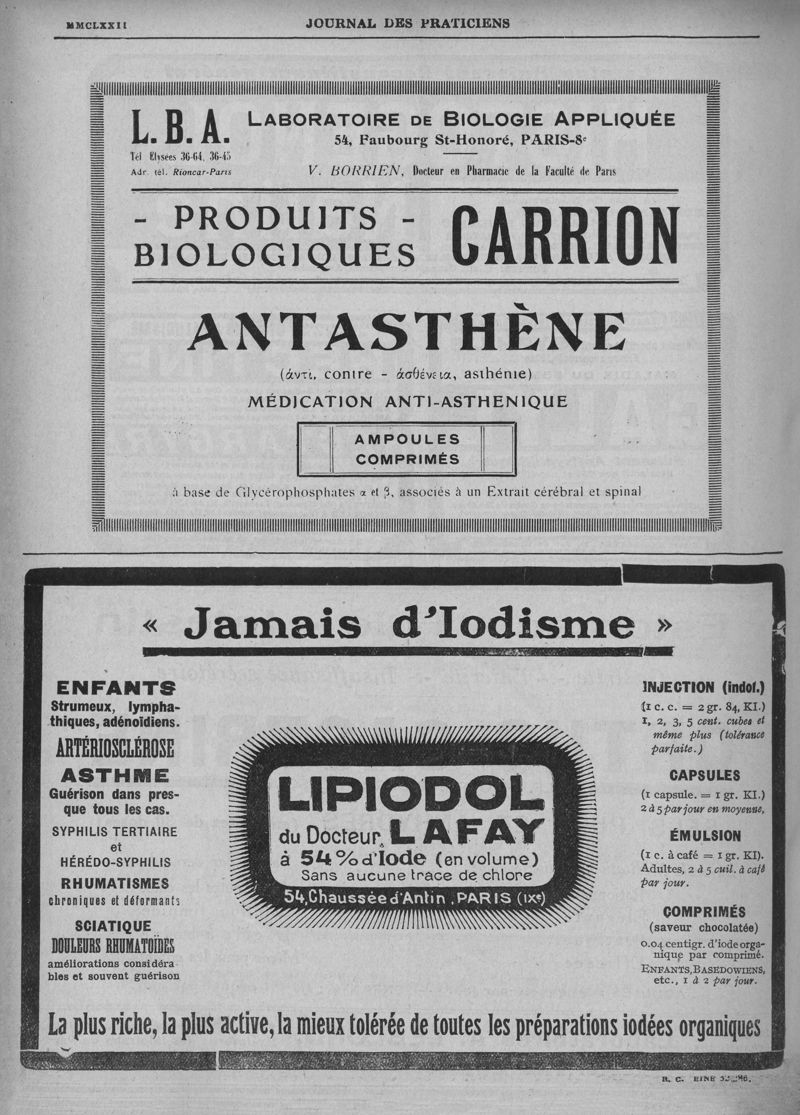 MMCLXXII
JOURNAL DES PRATICIENS
L. B. A.
LABORATOIRE DE BIOLOGIE APPLIQUÉE
54, Faubourg St-Honoré, PARIS-8e
Tél Elysées 36-64, 36-45
Adr. tél. Rioncar-Paris
V. BORRIEN, Docteur en Pharmacie de la Faculté de Paris
- PRODUITS -
BIOLOGIQUES
CARRION
ANTASTHÈNE
(ἀντι, contre - ἀσθένεια, asthénie)
MÉDICATION ANTI-ASTHENIQUE
AMPOULES
COMPRIMÉS
à base de Glycérophosphates α et β, associés à un Extrait cérébral et spinal
« Jamais d'Iodisme »
ENFANTS
Strumeux, lympha-
thiques, adénoïdiens.
ARTÉRIOSCLÉROSE
ASTHME
Guérison dans pres-
que tous les cas.
SYPHILIS TERTIAIRE
et
HÉRÉDO-SYPHILIS
RHUMATISMES
chroniques et déformants
SCIATIQUE
DOULEURS RHUMATOÏDES
améliorations considéra
bles et souvent guérison
LIPIODOL
du Docteur LAFAY
à 54% d'Iode (en volume)
Sans aucune trace de chlore
54, Chaussée d'Antin, PARIS (IXe)
INJECTION (indol.)
(1 c. c. = 2 gr. 84, KI.)
1, 2, 3, 5 cent. cubes et
même plus (tolérance
parfaite.)
CAPSULES
(1 capsule. = 1 gr. KI.)
2 à 5 par jour en moyenne,
ÉMULSION
(1 c. à café = 1 gr. KI).
Adultes, 2 à 5 cuil. à café
par jour.
COMPRIMÉS
(saveur chocolatée)
0.04 centigr. d'iode orga-
nique par comprimé.
ENFANTS, BASEDOWIENS,
etc., 1 à 2 par jour.
La plus riche, la plus active, la mieux tolérée de toutes les préparations iodées organiques
R. C.